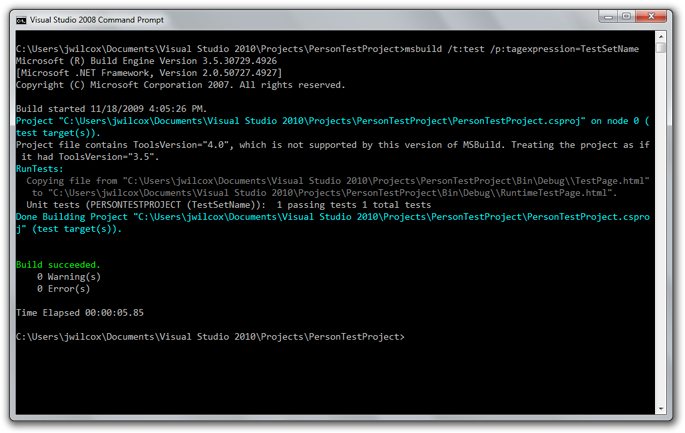 Visual Studio 2008 Command Prompt
C:\Users\jwilcox\Documents\Visual Studio 2010\Projects\PersonTestProject>msbuild /t:test /p:tagexpression=TestSetName
Microsoft (R) Build Engine Version 3.5.30729.4926
[Microsoft .NET Framework, Version 2.0.50727.4927]
Copyright (C) Microsoft Corporation 2007. All rights reserved.
Build started 11/18/2009 4:05:26 PM.
Project "C:\Users\jwilcox\Documents\Visual Studio 2010\Projects\PersonTestProject\PersonTestProject.csproj" on node 0 (
test target(s)).
Project file contains ToolsVersion="4.0", which is not supported by this version of MSBuild. Treating the project as if
it had ToolsVersion="3.5".
RunTests:
Copying file from "C:\Users\jwilcox\Documents\Visual Studio 2010\Projects\PersonTestProject\Bin\Debug\\TestPage.html"
to "C:\Users\jwilcox\Documents\Visual Studio 2010\Projects\PersonTestProject\Bin\Debug\\RuntimeTestPage.html".
Unit tests (PERSONTESTPROJECT (TestSetName)):  1 passing tests 1 total tests
Done Building Project "C:\Users\jwilcox\Documents\Visual Studio 2010\Projects\PersonTestProject\PersonTestProject.cspro
j" (test target(s)).
Build succeeded.
0 Warning(s)
0 Error(s)
Time Elapsed 00:00:05.85
C:\Users\jwilcox\Documents\Visual Studio 2010\Projects\PersonTestProject>